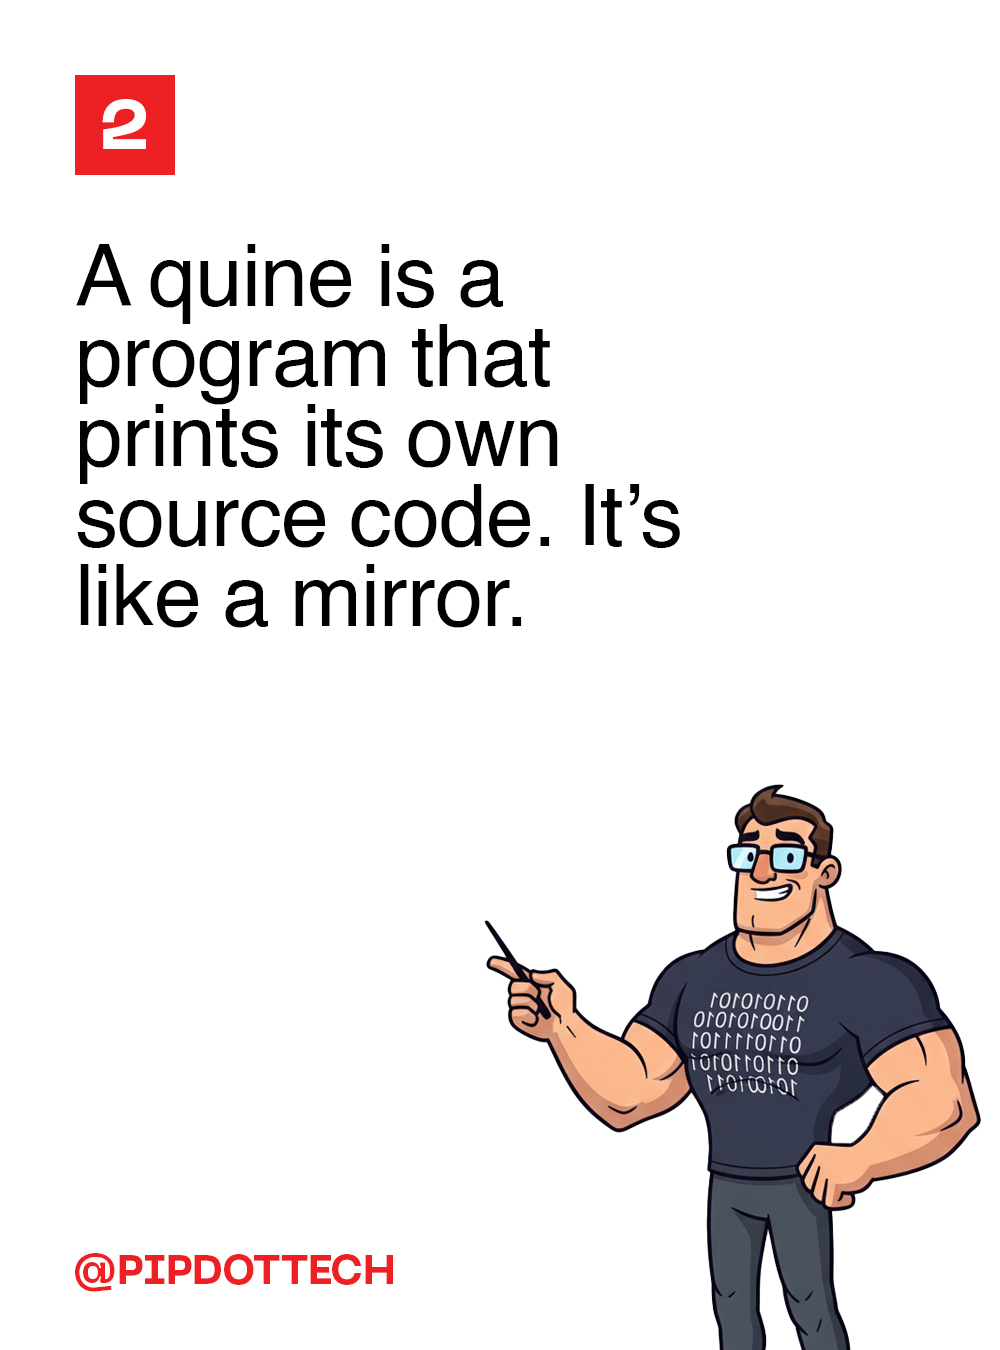 2
A quine is a
program that
prints its own
source code. It’s
like a mirror.
@PIPDOTTECH